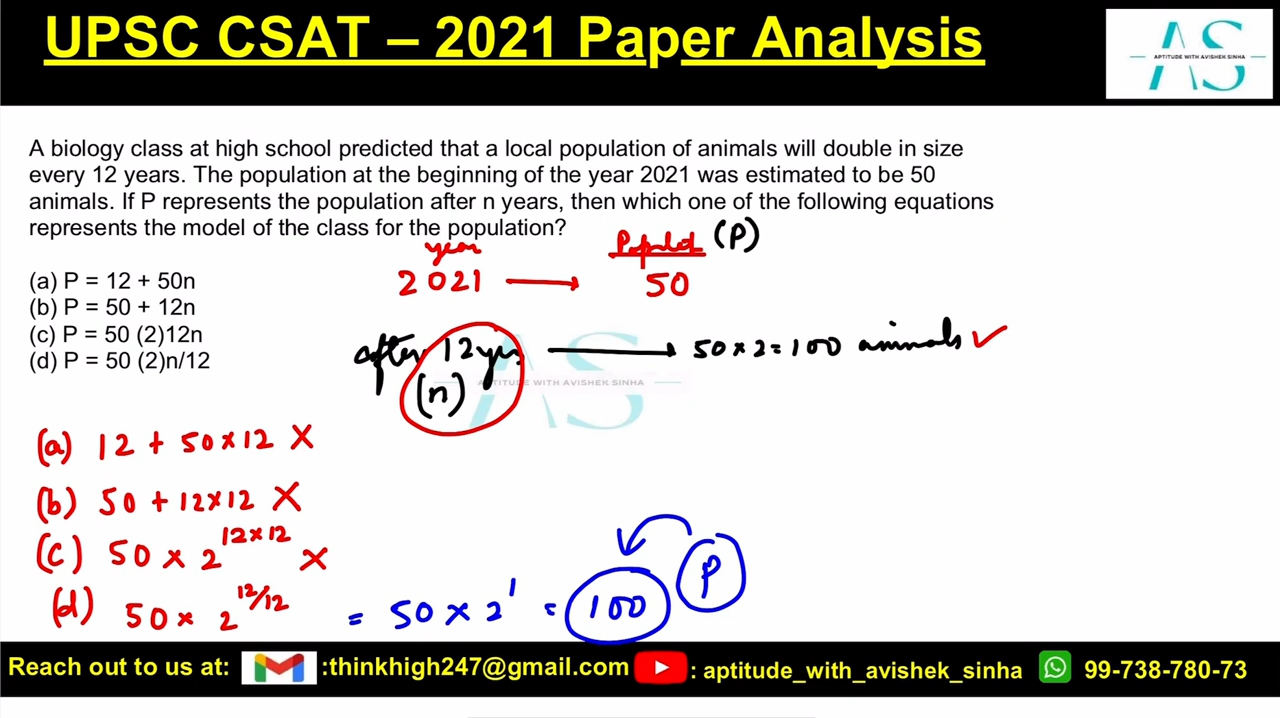 UPSC CSAT – 2021 Paper Analysis
AS
APTITUDE WITH AVISHEK SINHA
A biology class at high school predicted that a local population of animals will double in size
every 12 years. The population at the beginning of the year 2021 was estimated to be 50
animals. If P represents the population after n years, then which one of the following equations
represents the model of the class for the population?
year
(P)
2021 → 50
(a) P = 12 + 50n
(b) P = 50 + 12n
(c) P = 50 (2)12n
(d) P = 50 (2)n/12
after 12 yrs → 50 × 2 = 100 animals ✓
(n)
AS
APTITUDE WITH AVISHEK SINHA
(a) 12 + 50 × 12 ×
(b) 50 + 12×12 ×
(c) 50 × 2^12×12 ×
(d) 50 × 2^12/12 = 50 × 2^1 = 100 P
Reach out to us at: :thinkhigh247@gmail.com : aptitude_with_avishek_sinha 99-738-780-73